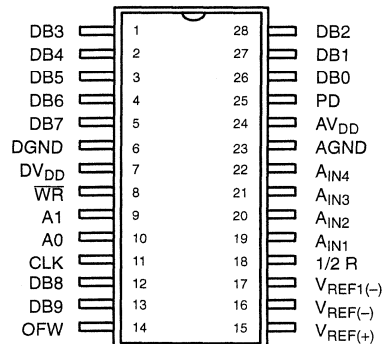 DB3 1 28 DB2
DB4 2 27 DB1
DB5 3 26 DB0
DB6 4 25 PD
DB7 5 24 AVDD
DGND 6 23 AGND
DVDD 7 22 AIN4
WR 8 21 AIN3
A1 9 20 AIN2
A0 10 19 AIN1
CLK 11 18 1/2 R
DB8 12 17 VREF1(–)
DB9 13 16 VREF(–)
OFW 14 15 VREF(+)